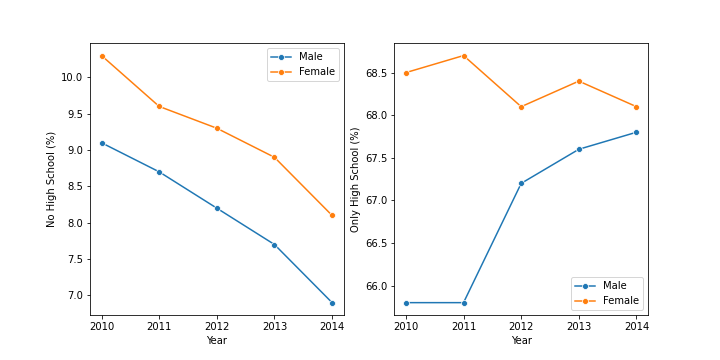 No High School (%)
10.0
9.5
9.0
8.5
8.0
7.5
7.0
Male
Female
2010 2011 2012 2013 2014
Year
Only High School (%)
68.5
68.0
67.5
67.0
66.5
66.0
Male
Female
2010 2011 2012 2013 2014
Year